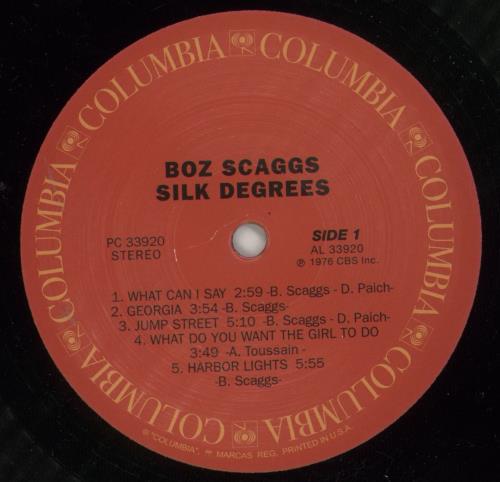 COLUMBIA COLUMBIA COLUMBIA COLUMBIA COLUMBIA COLUMBIA
BOZ SCAGGS
SILK DEGREES
PC 33920
STEREO
SIDE 1
AL 33920
℗ 1976 CBS Inc.
1. WHAT CAN I SAY 2:59 -B. Scaggs - D. Paich-
2. GEORGIA 3:54 -B. Scaggs-
3. JUMP STREET 5:10 -B. Scaggs - D. Paich-
4. WHAT DO YOU WANT THE GIRL TO DO
3:49 -A. Toussain -
5. HARBOR LIGHTS 5:55
-B. Scaggs-
® "COLUMBIA", MARCAS REG. PRINTED IN U.S.A.